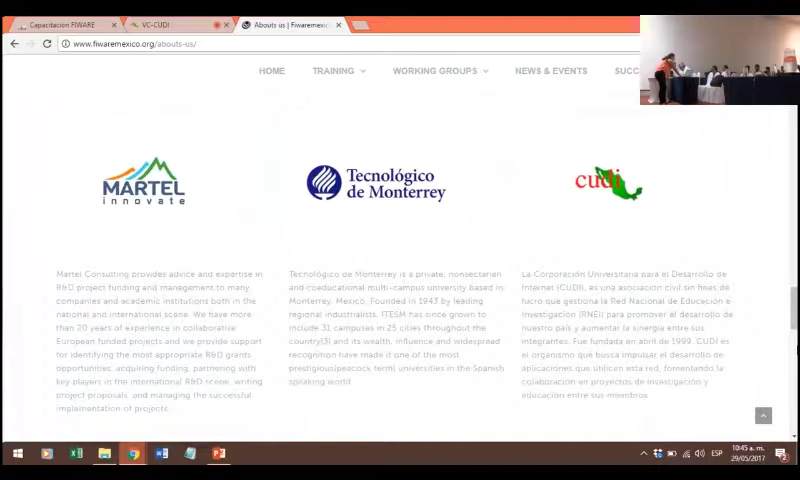 Capacitación FIWARE
VC-CUDI
Abouts us | Fiwaremexic
www.fiwaremexico.org/abouts-us/
HOME
TRAINING
WORKING GROUPS
NEWS & EVENTS
SUCC
MARTEL
innovate
Tecnológico
de Monterrey
cudi
Martel Consulting provides advice and expertise in
R&D project funding and management to many
companies and academic institutions both in the
national and international scene. We have more
than 20 years of experience in collaborative
European funded projects and we provide support
for identifying the most appropriate R&D grants
opportunities, acquiring funding, partnering with
key players in the international R&D scene, writing
project proposals, and managing the successful
implementation of projects.
Tecnológico de Monterrey is a private, nonsectarian
and coeducational multi-campus university based in
Monterrey, Mexico. Founded in 1943 by leading
regional industrialists, ITESM has since grown to
include 31 campuses in 25 cities throughout the
country[3] and its wealth, influence and widespread
recognition have made it one of the most
prestigious[peacock term] universities in the Spanish
speaking world.
La Corporación Universitaria para el Desarrollo de
Internet (CUDI), es una asociación civil sin fines de
lucro que gestiona la Red Nacional de Educación e
Investigación (RNEI) para promover el desarrollo de
nuestro país y aumentar la sinergia entre sus
integrantes. Fue fundada en abril de 1999. CUDI es
el organismo que busca impulsar el desarrollo de
aplicaciones que utilicen esta red, fomentando la
colaboración en proyectos de investigación y
educación entre sus miembros.
ESP
10:45 a. m.
29/05/2017
2